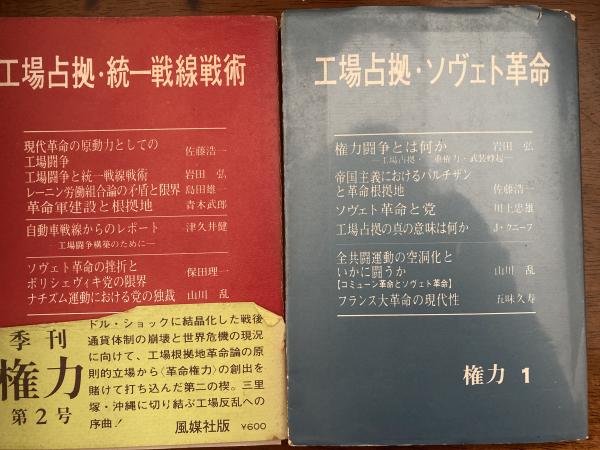 工場占拠・統一戦線戦術
現代革命の原動力としての
工場闘争 佐藤浩一
工場闘争と統一戦線戦術 岩田 弘
レーニン労働組合論の矛盾と限界 島田雄一
革命軍建設と根拠地 青木武郎
自動車戦線からのレポート 津久井健
―工場闘争構築のために―
ソヴェト革命の挫折と
ボリシェヴィキ党の限界 保田理一
ナチズム運動における党の独裁 山川 乱
季刊
権力
第2号
ドル・ショックに結晶化した戦後
通貨体制の崩壊と世界危機の現況
に向けて、工場根拠地革命論の原
則的立場から〈革命権力〉の創出を
賭けて打ち込んだ第二の楔。三里
塚・沖縄に切り結ぶ工場反乱への
序曲!
風媒社版 ¥600
工場占拠・ソヴェト革命
権力闘争とは何か 岩田 弘
―工場占拠・二重権力・武装蜂起―
帝国主義におけるパルチザン
と革命根拠地 佐藤浩一
ソヴェト革命と党 川上忠雄
工場占拠の真の意味は何か J・クニーフ
全共闘運動の空洞化と
いかに闘うか 山川 乱
【コミューン革命とソヴェト革命】
フランス大革命の現代性 五味久寿
権力 1